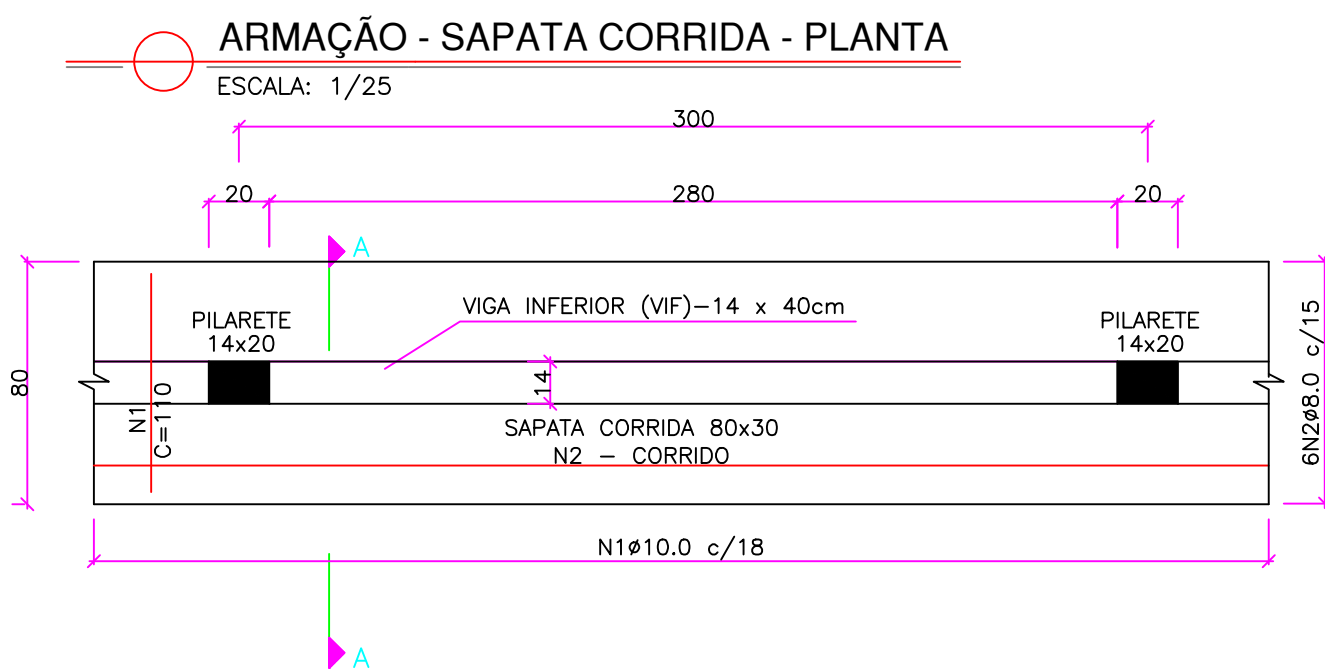 ARMAÇÃO - SAPATA CORRIDA - PLANTA
ESCALA: 1/25
300
20
280
20
A
VIGA INFERIOR (VIF)-14 x 40cm
PILARETE
14x20
PILARETE
14x20
80
14
N1
C=110
6N2ø8.0 c/15
SAPATA CORRIDA 80x30
N2 - CORRIDO
N1ø10.0 c/18
A